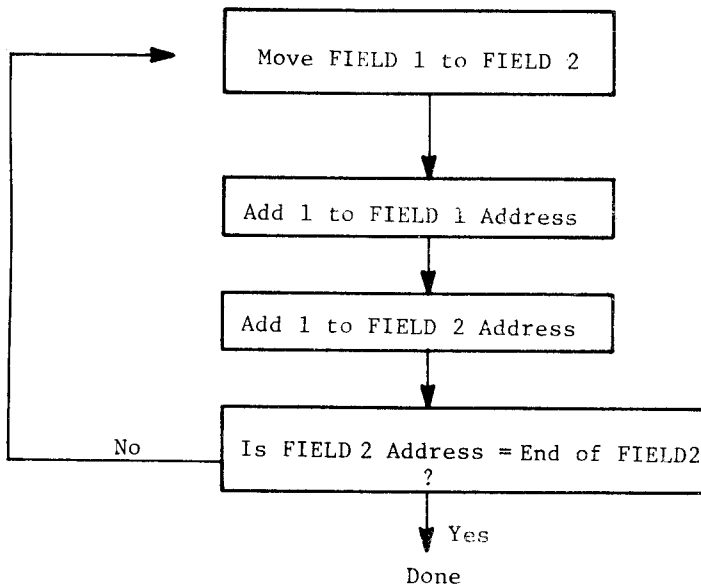 Move FIELD 1 to FIELD 2
Add 1 to FIELD 1 Address
Add 1 to FIELD 2 Address
Is FIELD 2 Address = End of FIELD2
?
No
Yes
Done